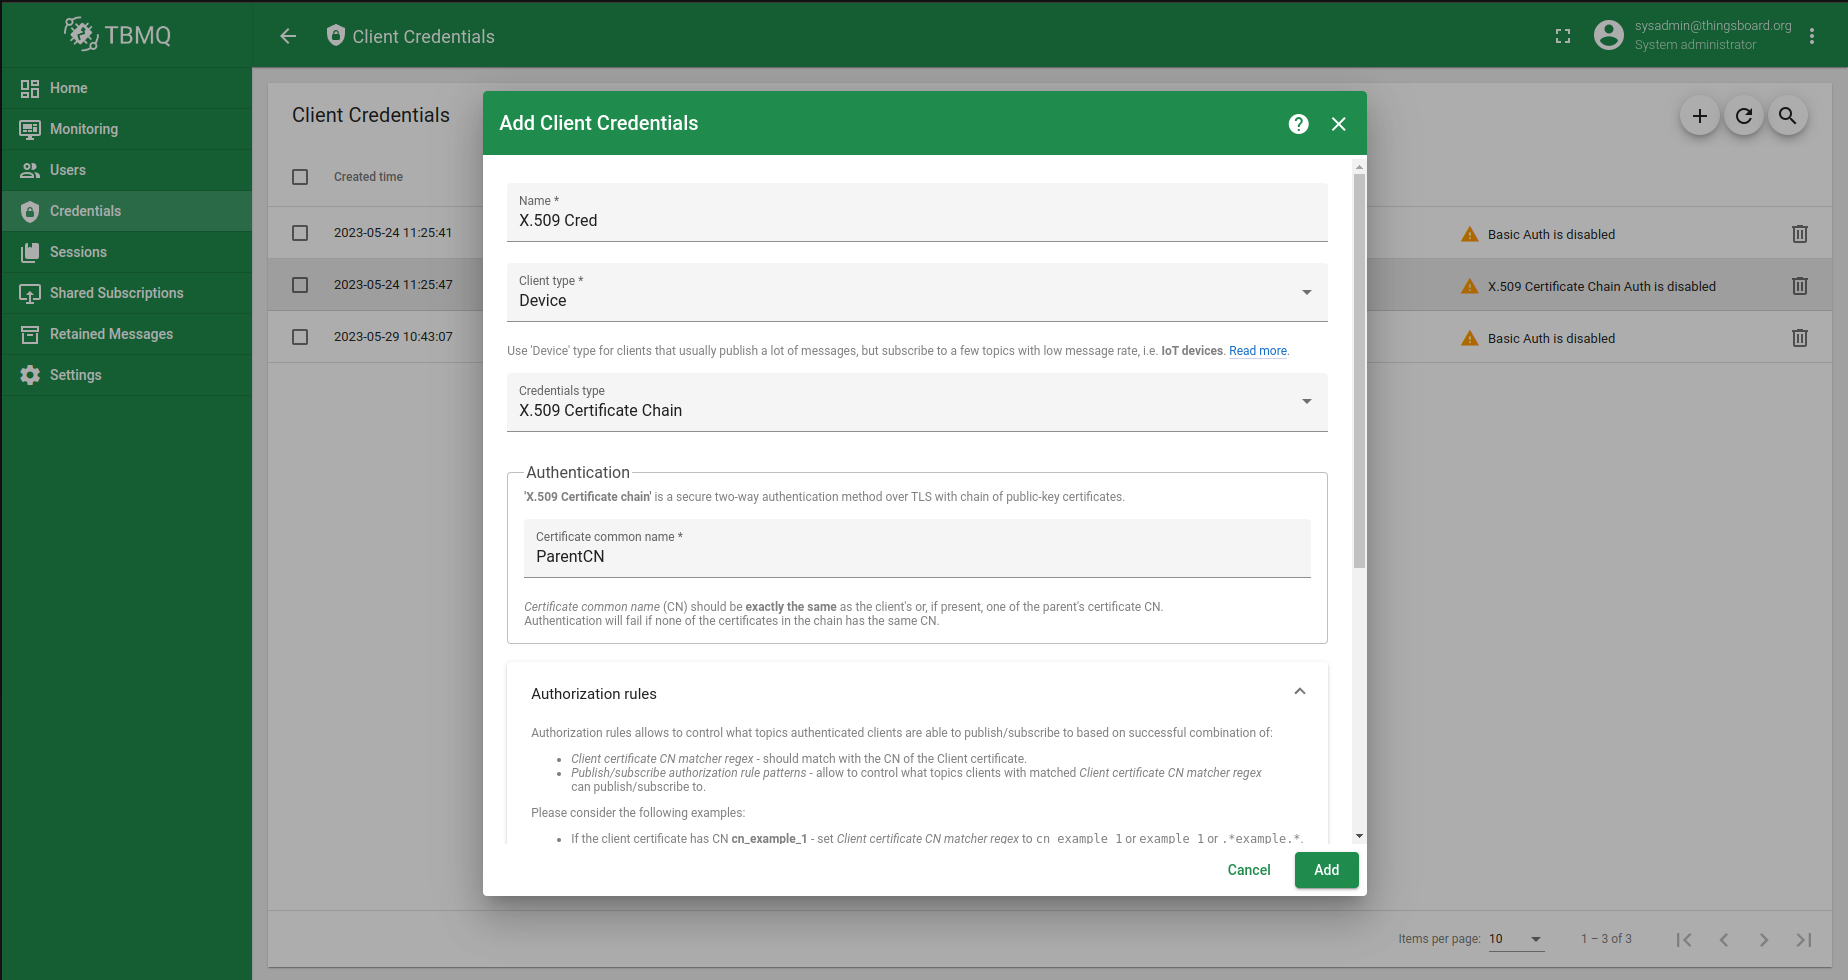 TBMQ
Client Credentials
sysadmin@thingsboard.org
System administrator
Home
Monitoring
Users
Credentials
Sessions
Shared Subscriptions
Retained Messages
Settings
Client Credentials
Created time
2023-05-24 11:25:41
Basic Auth is disabled
2023-05-24 11:25:47
X.509 Certificate Chain Auth is disabled
2023-05-29 10:43:07
Basic Auth is disabled
Add Client Credentials
Name *
X.509 Cred
Client type *
Device
Use 'Device' type for clients that usually publish a lot of messages, but subscribe to a few topics with low message rate, i.e. IoT devices. Read more.
Credentials type
X.509 Certificate Chain
Authentication
'X.509 Certificate chain' is a secure two-way authentication method over TLS with chain of public-key certificates.
Certificate common name *
ParentCN
Certificate common name (CN) should be exactly the same as the client's or, if present, one of the parent's certificate CN.
Authentication will fail if none of the certificates in the chain has the same CN.
Authorization rules
Authorization rules allows to control what topics authenticated clients are able to publish/subscribe to based on successful combination of:
• Client certificate CN matcher regex - should match with the CN of the Client certificate.
• Publish/subscribe authorization rule patterns - allow to control what topics clients with matched Client certificate CN matcher regex
can publish/subscribe to.
Please consider the following examples:
• If the client certificate has CN cn_example_1 - set Client certificate CN matcher regex to cn_example_1 or example_1 or .*example.*.
Cancel
Add
Items per page: 10
1 – 3 of 3